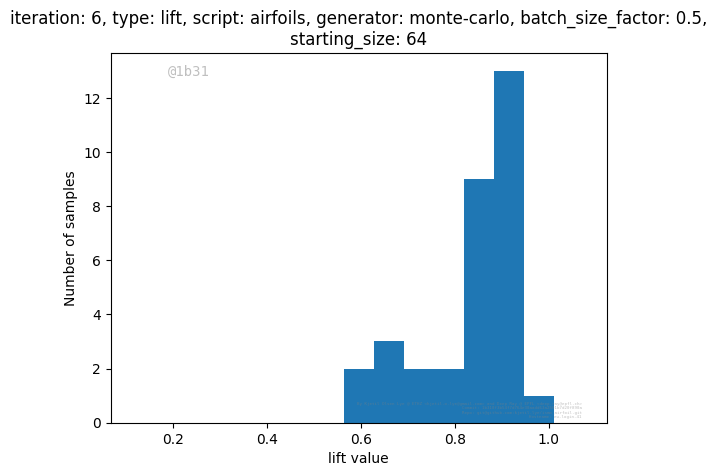 iteration: 6, type: lift, script: airfoils, generator: monte-carlo, batch_size_factor: 0.5,
starting_size: 64
@1b31
12
10
8
6
4
2
0
Number of samples
0.2 0.4 0.6 0.8 1.0
lift value